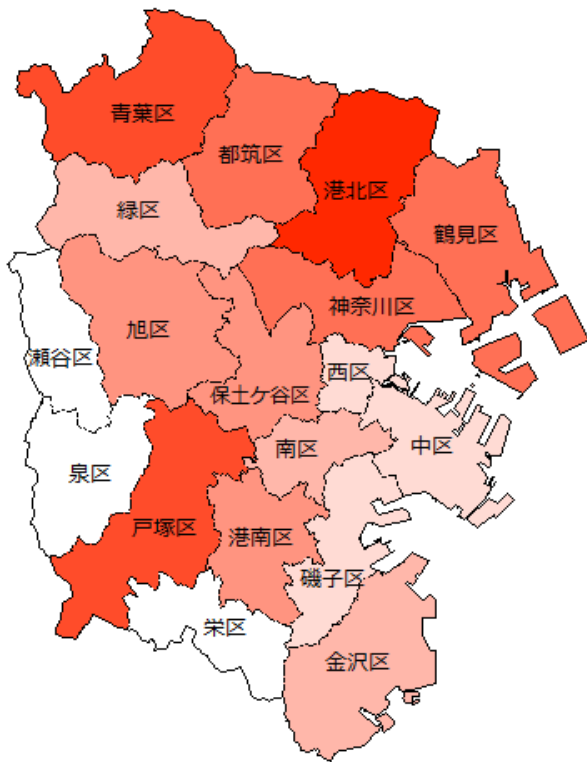 青葉区
都筑区
港北区
緑区
鶴見区
神奈川区
旭区
瀬谷区
西区
保土ケ谷区
南区
中区
泉区
戸塚区
港南区
磯子区
栄区
金沢区